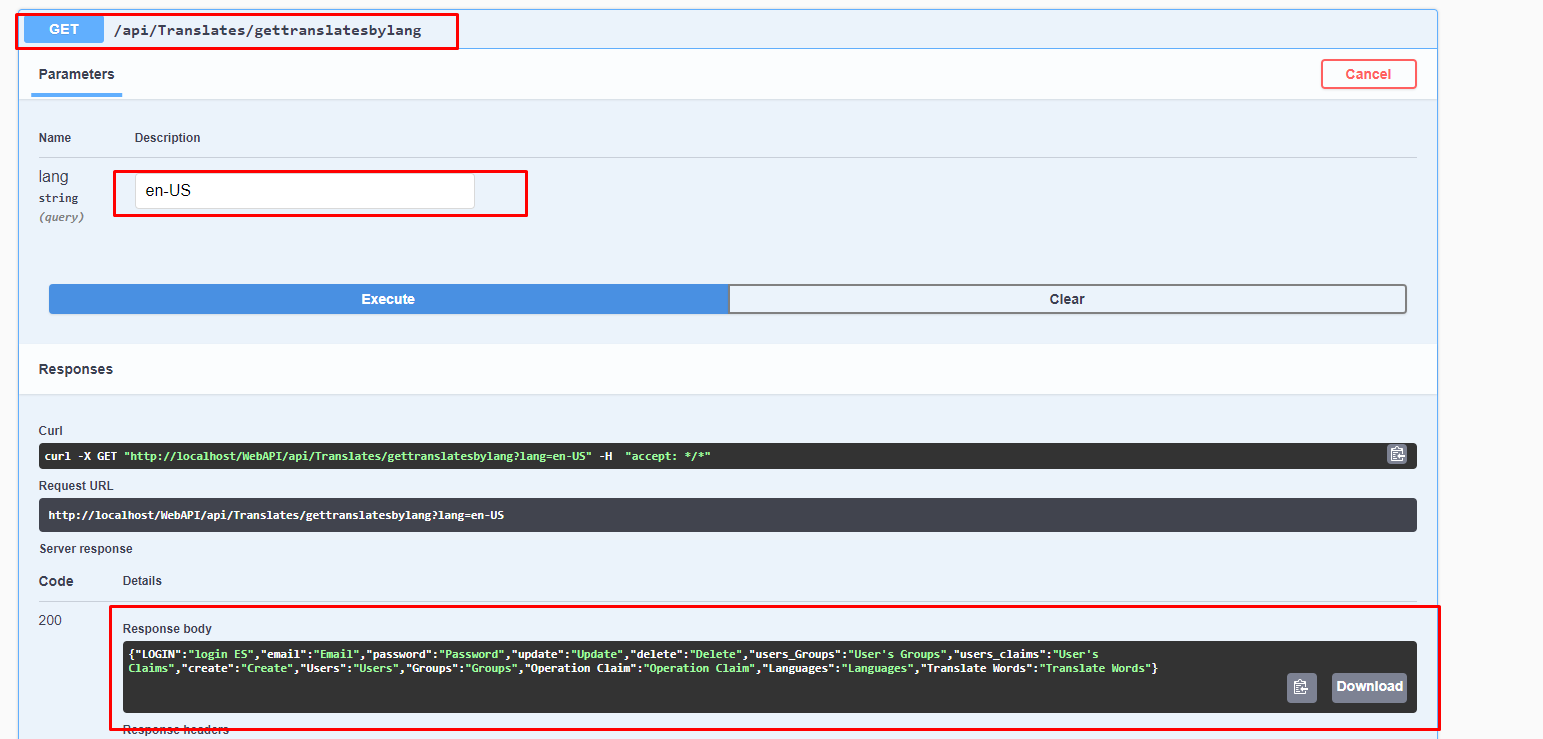 GET /api/Translates/gettranslatesbylang
Parameters
Cancel
Name Description
lang
string
(query)
en-US
Execute Clear
Responses
Curl
curl -X GET "http://localhost/WebAPI/api/Translates/gettranslatesbylang?lang=en-US" -H  "accept: */*"
Request URL
http://localhost/WebAPI/api/Translates/gettranslatesbylang?lang=en-US
Server response
Code Details
200
Response body
{"LOGIN":"login ES","email":"Email","password":"Password","update":"Update","delete":"Delete","users_Groups":"User's Groups","users_claims":"User's
Claims","create":"Create","Users":"Users","Groups":"Groups","Operation Claim":"Operation Claim","Languages":"Languages","Translate Words":"Translate Words"}
Download
Response headers